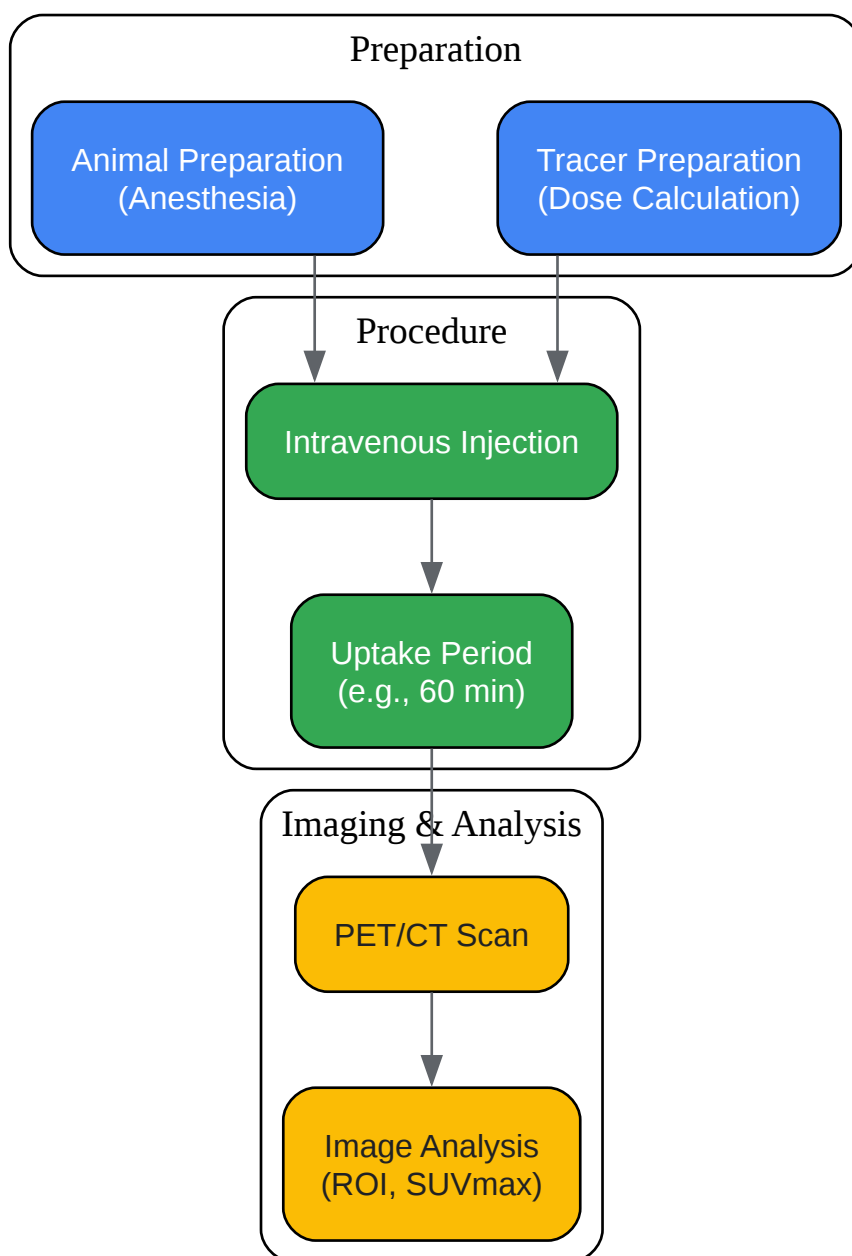 Preparation
Animal Preparation
(Anesthesia)
Tracer Preparation
(Dose Calculation)
Procedure
Intravenous Injection
Uptake Period
(e.g., 60 min)
Imaging & Analysis
PET/CT Scan
Image Analysis
(ROI, SUVmax)